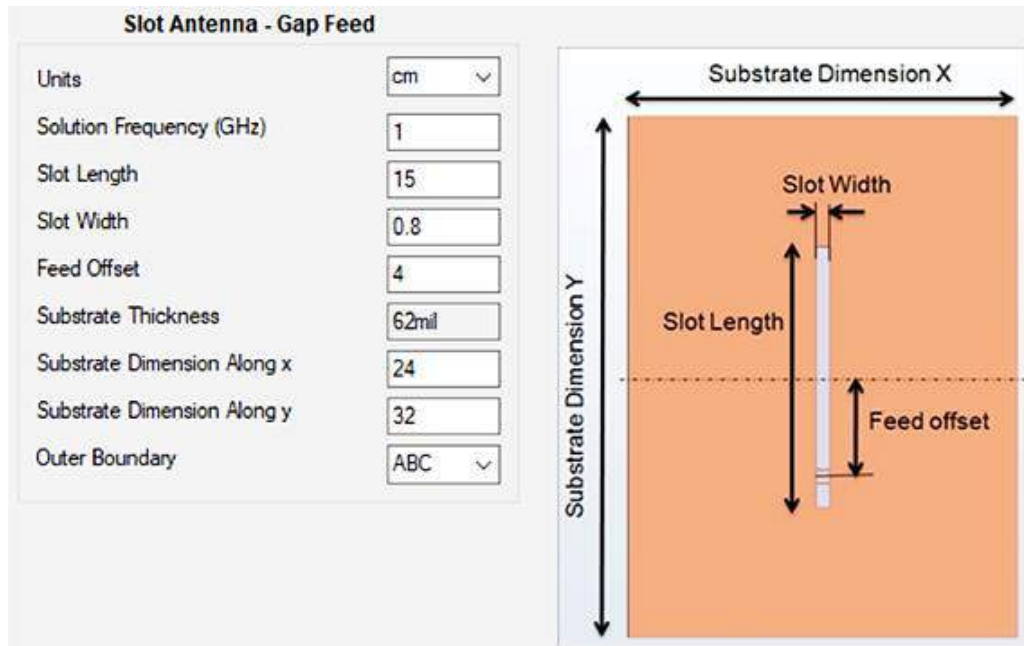 Slot Antenna - Gap Feed
Units cm
Solution Frequency (GHz) 1
Slot Length 15
Slot Width 0.8
Feed Offset 4
Substrate Thickness 62mil
Substrate Dimension Along x 24
Substrate Dimension Along y 32
Outer Boundary ABC
Substrate Dimension X
Slot Width
Substrate Dimension Y
Slot Length
Feed offset